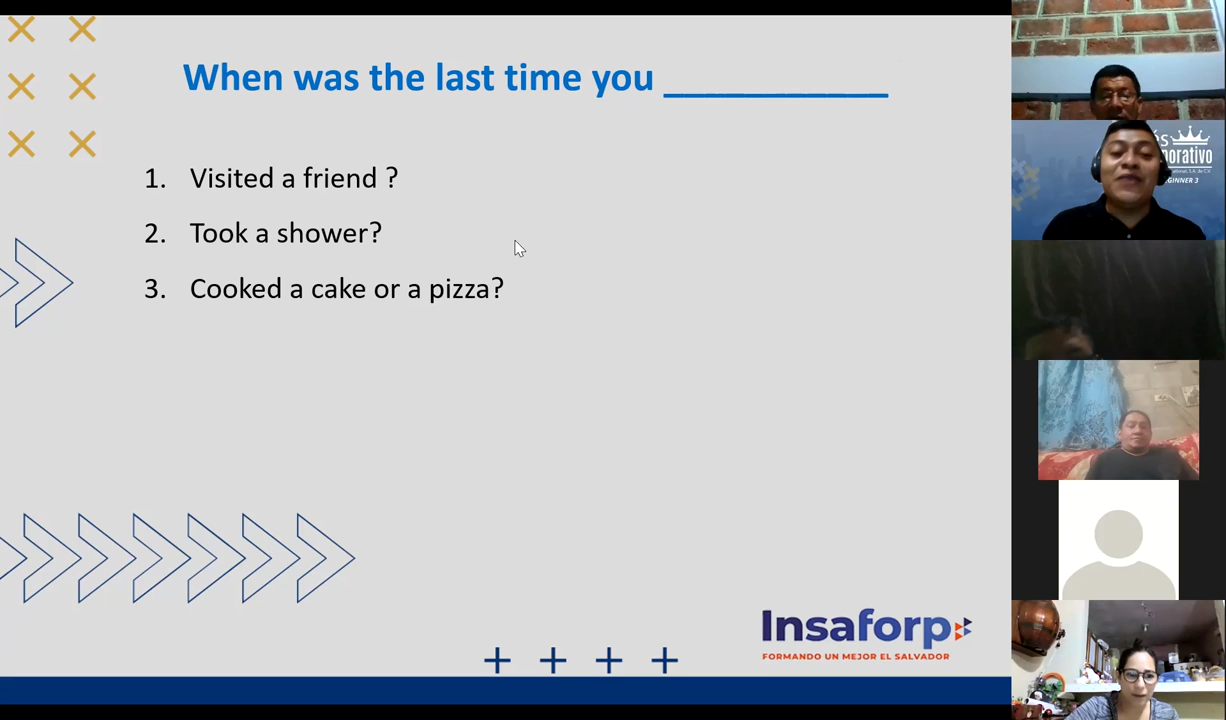 When was the last time you ___________
1. Visited a friend ?
2. Took a shower?
3. Cooked a cake or a pizza?
Insaforp
FORMANDO UN MEJOR EL SALVADOR